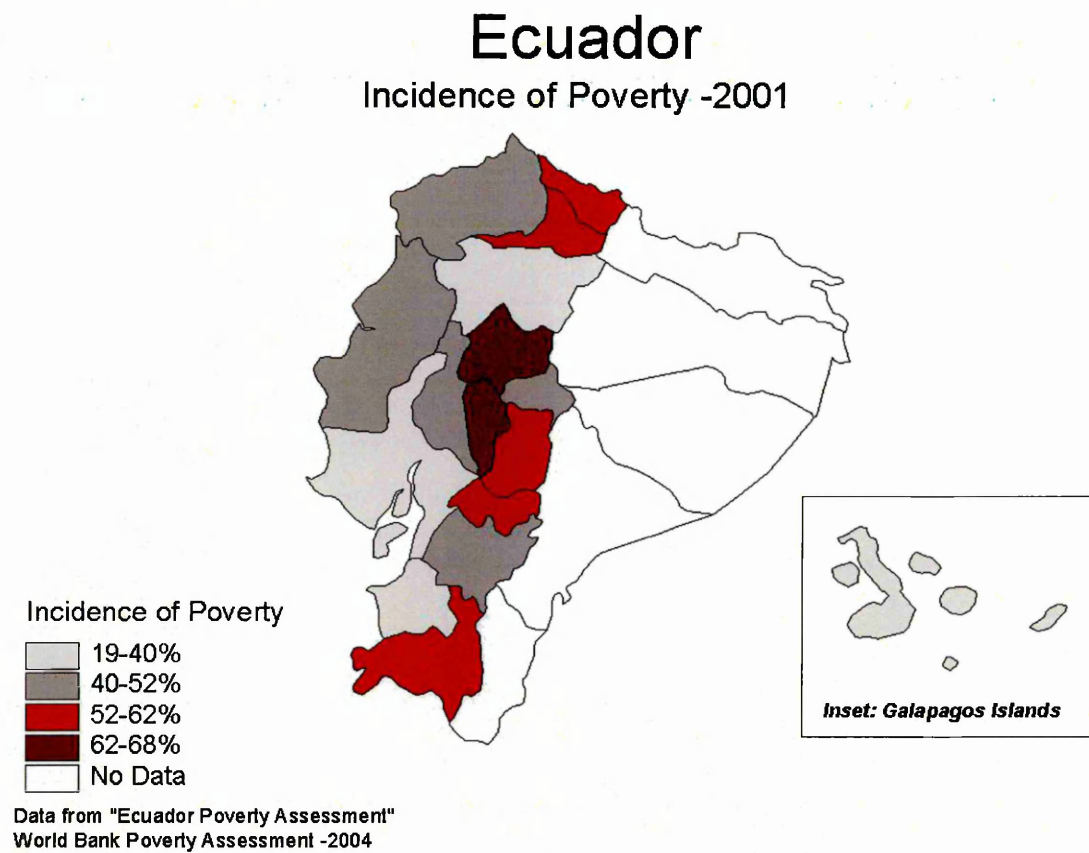 Ecuador
Incidence of Poverty -2001
Incidence of Poverty
19-40%
40-52%
52-62%
62-68%
No Data
Inset: Galapagos Islands
Data from "Ecuador Poverty Assessment"
World Bank Poverty Assessment -2004